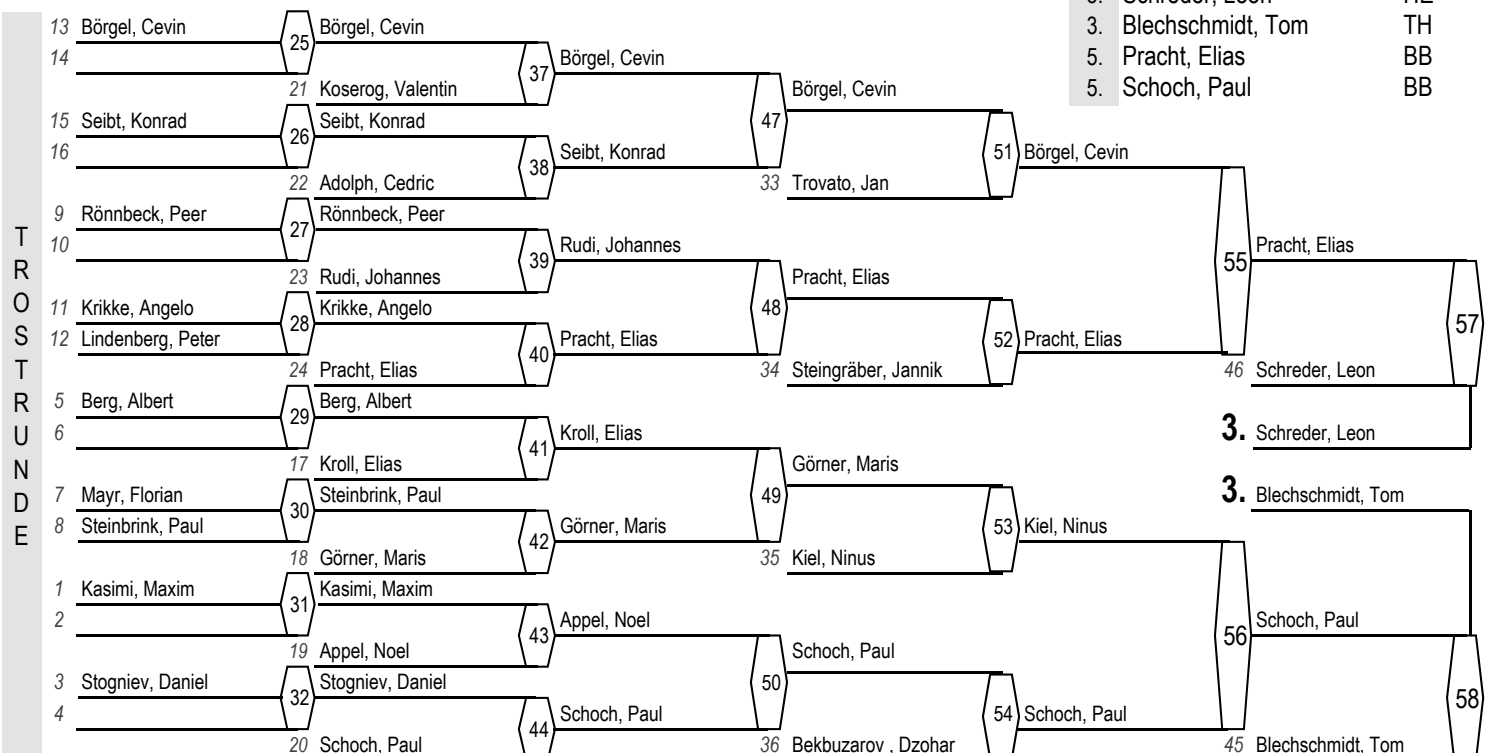 3. Schreder, Leon HE
13 Börgel, Cevin 25 Börgel, Cevin
3. Blechschmidt, Tom TH
14 37 Börgel, Cevin
5. Pracht, Elias BB
21 Koserog, Valentin Börgel, Cevin
5. Schoch, Paul BB
15 Seibt, Konrad 26 Seibt, Konrad 47
16 38 Seibt, Konrad 51 Börgel, Cevin
22 Adolph, Cedric 33 Trovato, Jan
9 Rönnbeck, Peer 27 Rönnbeck, Peer
10 39 Rudi, Johannes 55 Pracht, Elias
23 Rudi, Johannes Pracht, Elias
11 Krikke, Angelo 28 Krikke, Angelo 48 57
12 Lindenberg, Peter 40 Pracht, Elias 52 Pracht, Elias
24 Pracht, Elias 34 Steingräber, Jannik 46 Schreder, Leon
5 Berg, Albert 29 Berg, Albert
6 41 Kroll, Elias 3. Schreder, Leon
17 Kroll, Elias Görner, Maris
7 Mayr, Florian 30 Steinbrink, Paul 49 3. Blechschmidt, Tom
8 Steinbrink, Paul 42 Görner, Maris 53 Kiel, Ninus
18 Görner, Maris 35 Kiel, Ninus
1 Kasimi, Maxim 31 Kasimi, Maxim
2 43 Appel, Noel 56 Schoch, Paul
19 Appel, Noel Schoch, Paul
3 Stogniev, Daniel 32 Stogniev, Daniel 50 58
4 44 Schoch, Paul 54 Schoch, Paul
20 Schoch, Paul 36 Bekbuzarov , Dzohar 45 Blechschmidt, Tom
TROSTRUNDE